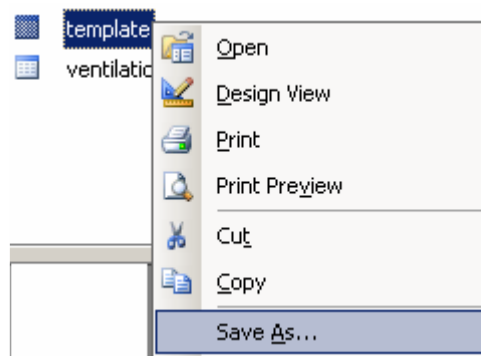 template
ventilatio
Open
Design View
Print
Print Preview
Cut
Copy
Save As...